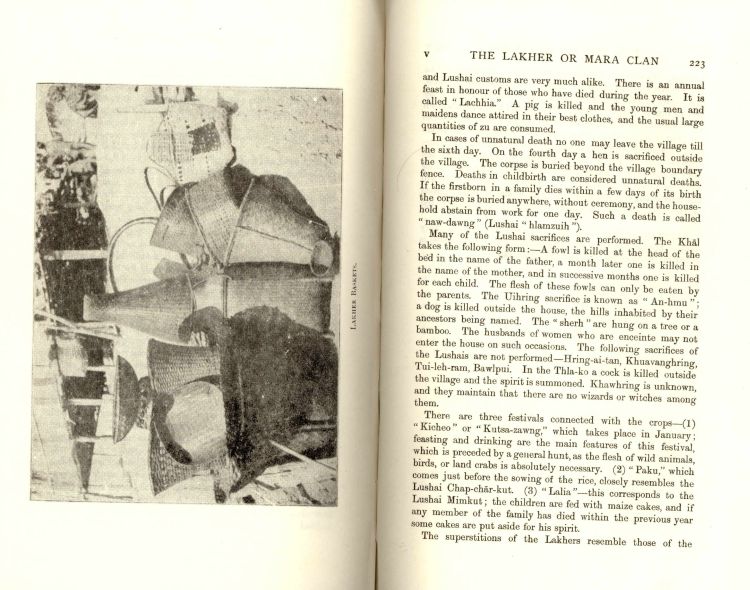 LAKHER BASKETS.
V THE LAKHER OR MARA CLAN 223
and Lushai customs are very much alike. There is an annual
feast in honour of those who have died during the year. It is
called “Lachhia.” A pig is killed and the young men and
maidens dance attired in their best clothes, and the usual large
quantities of zu are consumed.
In cases of unnatural death no one may leave the village till
the sixth day. On the fourth day a hen is sacrificed outside
the village. The corpse is buried beyond the village boundary
fence. Deaths in childbirth are considered unnatural deaths.
If the firstborn in a family dies within a few days of its birth
the corpse is buried anywhere, without ceremony, and the house-
hold abstain from work for one day. Such a death is called
“naw-dawng” (Lushai “hlamzuih”).
Many of the Lushai sacrifices are performed. The Khāl
takes the following form:—A fowl is killed at the head of the
bed in the name of the father, a month later one is killed in
the name of the mother, and in successive months one is killed
for each child. The flesh of these fowls can only be eaten by
the parents. The Uihring sacrifice is known as “An-hmu”;
a dog is killed outside the house, the hills inhabited by their
ancestors being named. The “sherh” are hung on a tree or a
bamboo. The husbands of women who are enceinte may not
enter the house on such occasions. The following sacrifices of
the Lushais are not performed—Hring-ai-tan, Khuavanghring,
Tui-leh-ram, Bawlpui. In the Thla-ko a cock is killed outside
the village and the spirit is summoned. Khawhring is unknown,
and they maintain that there are no wizards or witches among
them.
There are three festivals connected with the crops—(1)
“Kicheo” or “Kutsa-zawng,” which takes place in January;
feasting and drinking are the main features of this festival,
which is preceded by a general hunt, as the flesh of wild animals,
birds, or land crabs is absolutely necessary. (2) “Paku,” which
comes just before the sowing of the rice, closely resembles the
Lushai Chap-chār-kut. (3) “Lalia”—this corresponds to the
Lushai Mimkut; the children are fed with maize cakes, and if
any member of the family has died within the previous year
some cakes are put aside for his spirit.
The superstitions of the Lakhers resemble those of the